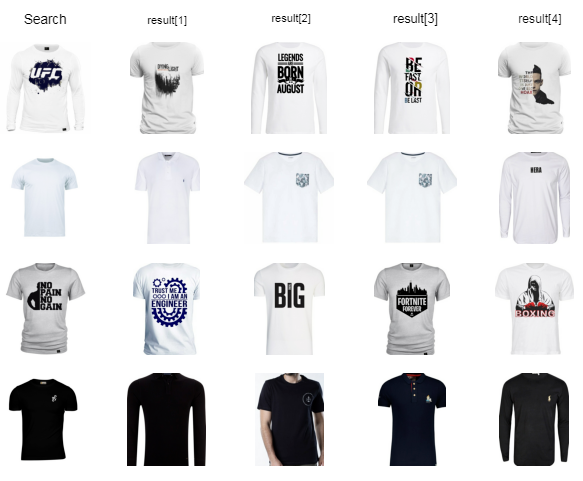 Search
result[1]
result[2]
result[3]
result[4]
UFC
DYING LIGHT
LEGENDS
AND
BORN
AUGUST
BE
FAST
OR
BE LAST
HERA
NO
PAIN
NO
GAIN
TRUST ME
I AM AN
ENGINEER
BIG
FORTNITE
FOREVER
BOXING